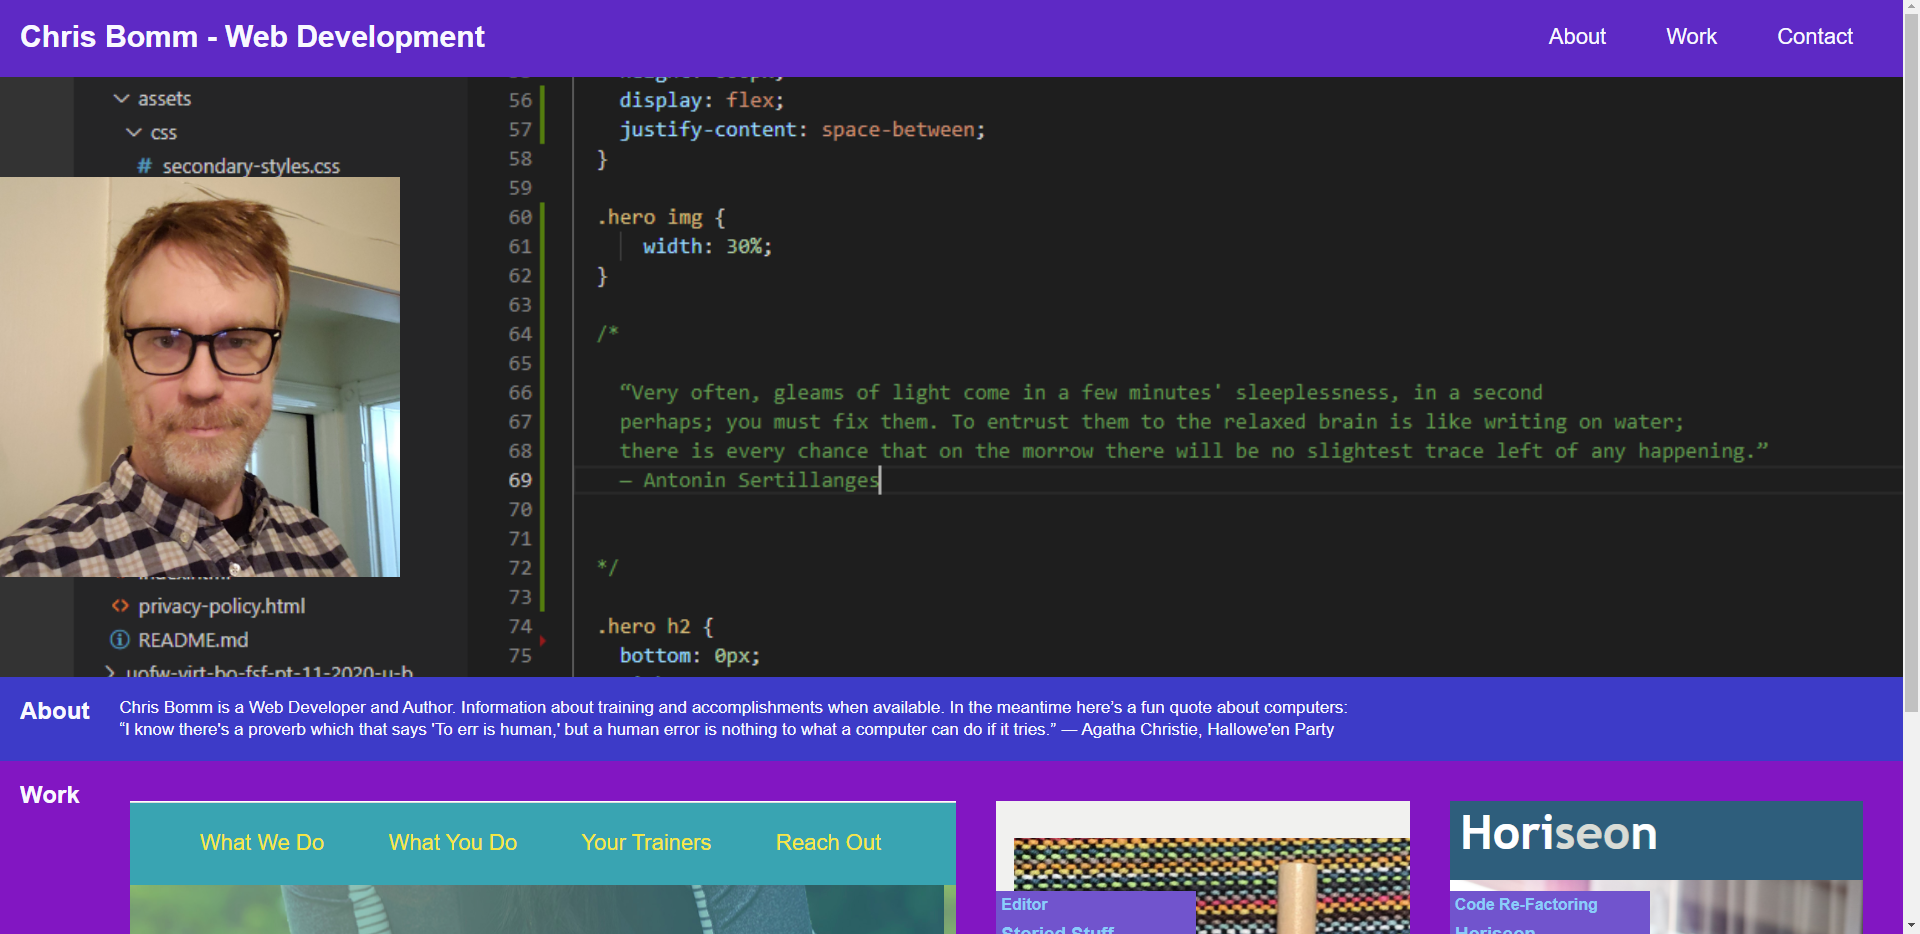 Chris Bomm - Web Development
About
Work
Contact
assets
css
# secondary-styles.css
privacy-policy.html
README.md
56 display: flex;
57 justify-content: space-between;
58 }
59
60 .hero img {
61 width: 30%;
62 }
63
64 /*
65
66 “Very often, gleams of light come in a few minutes' sleeplessness, in a second
67 perhaps; you must fix them. To entrust them to the relaxed brain is like writing on water;
68 there is every chance that on the morrow there will be no slightest trace left of any happening.”
69 — Antonin Sertillanges
70
71
72 */
73
74 .hero h2 {
75 bottom: 0px;
About
Chris Bomm is a Web Developer and Author. Information about training and accomplishments when available. In the meantime here’s a fun quote about computers:
“I know there's a proverb which that says 'To err is human,' but a human error is nothing to what a computer can do if it tries.” — Agatha Christie, Hallowe'en Party
Work
What We Do
What You Do
Your Trainers
Reach Out
Editor
Storied Stuff
Horiseon
Code Re-Factoring
Horiseon